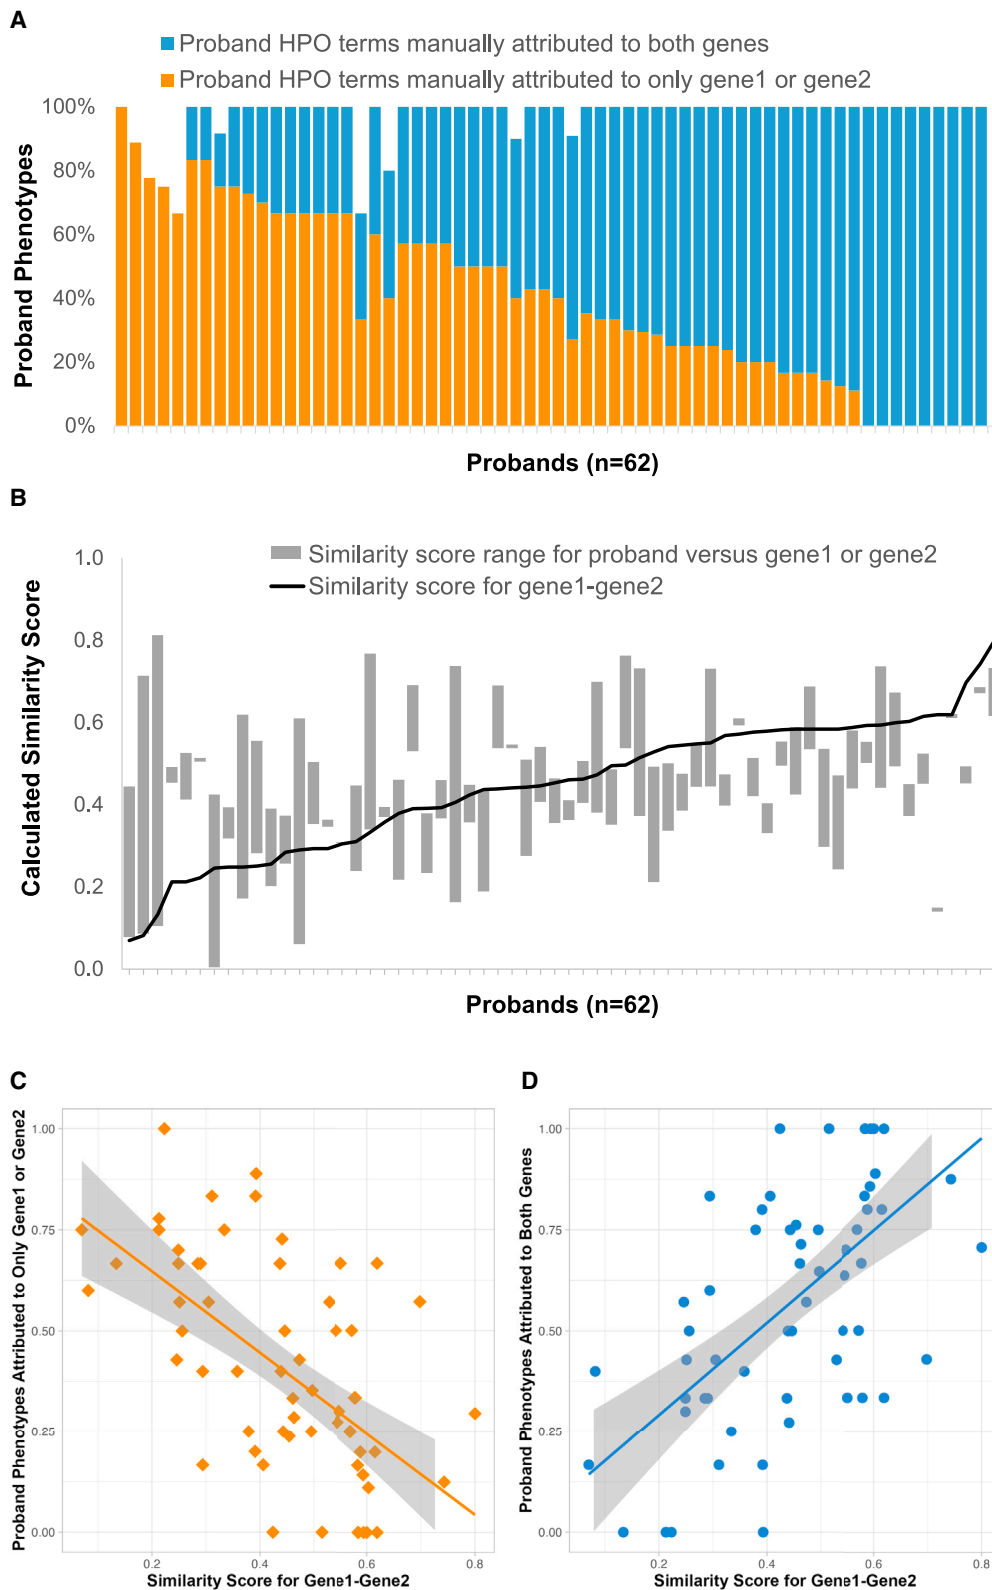 A
Proband HPO terms manually attributed to both genes
Proband HPO terms manually attributed to only gene1 or gene2
Proband Phenotypes
100%
80%
60%
40%
20%
0%
Probands (n=62)
B
Similarity score range for proband versus gene1 or gene2
Similarity score for gene1-gene2
Calculated Similarity Score
1.0
0.8
0.6
0.4
0.2
0.0
Probands (n=62)
C
Proband Phenotypes Attributed to Only Gene1 or Gene2
1.00
0.75
0.50
0.25
0.00
0.2 0.4 0.6 0.8
Similarity Score for Gene1-Gene2
D
Proband Phenotypes Attributed to Both Genes
1.00
0.75
0.50
0.25
0.00
0.2 0.4 0.6 0.8
Similarity Score for Gene1-Gene2